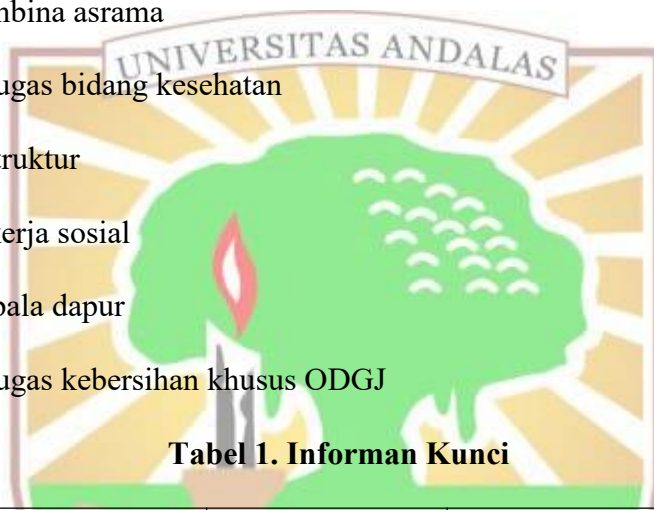 mbina asrama
UNIVERSITAS ANDALAS
ugas bidang kesehatan
truktur
erja sosial
pala dapur
ugas kebersihan khusus ODGJ
Tabel 1. Informan Kunci